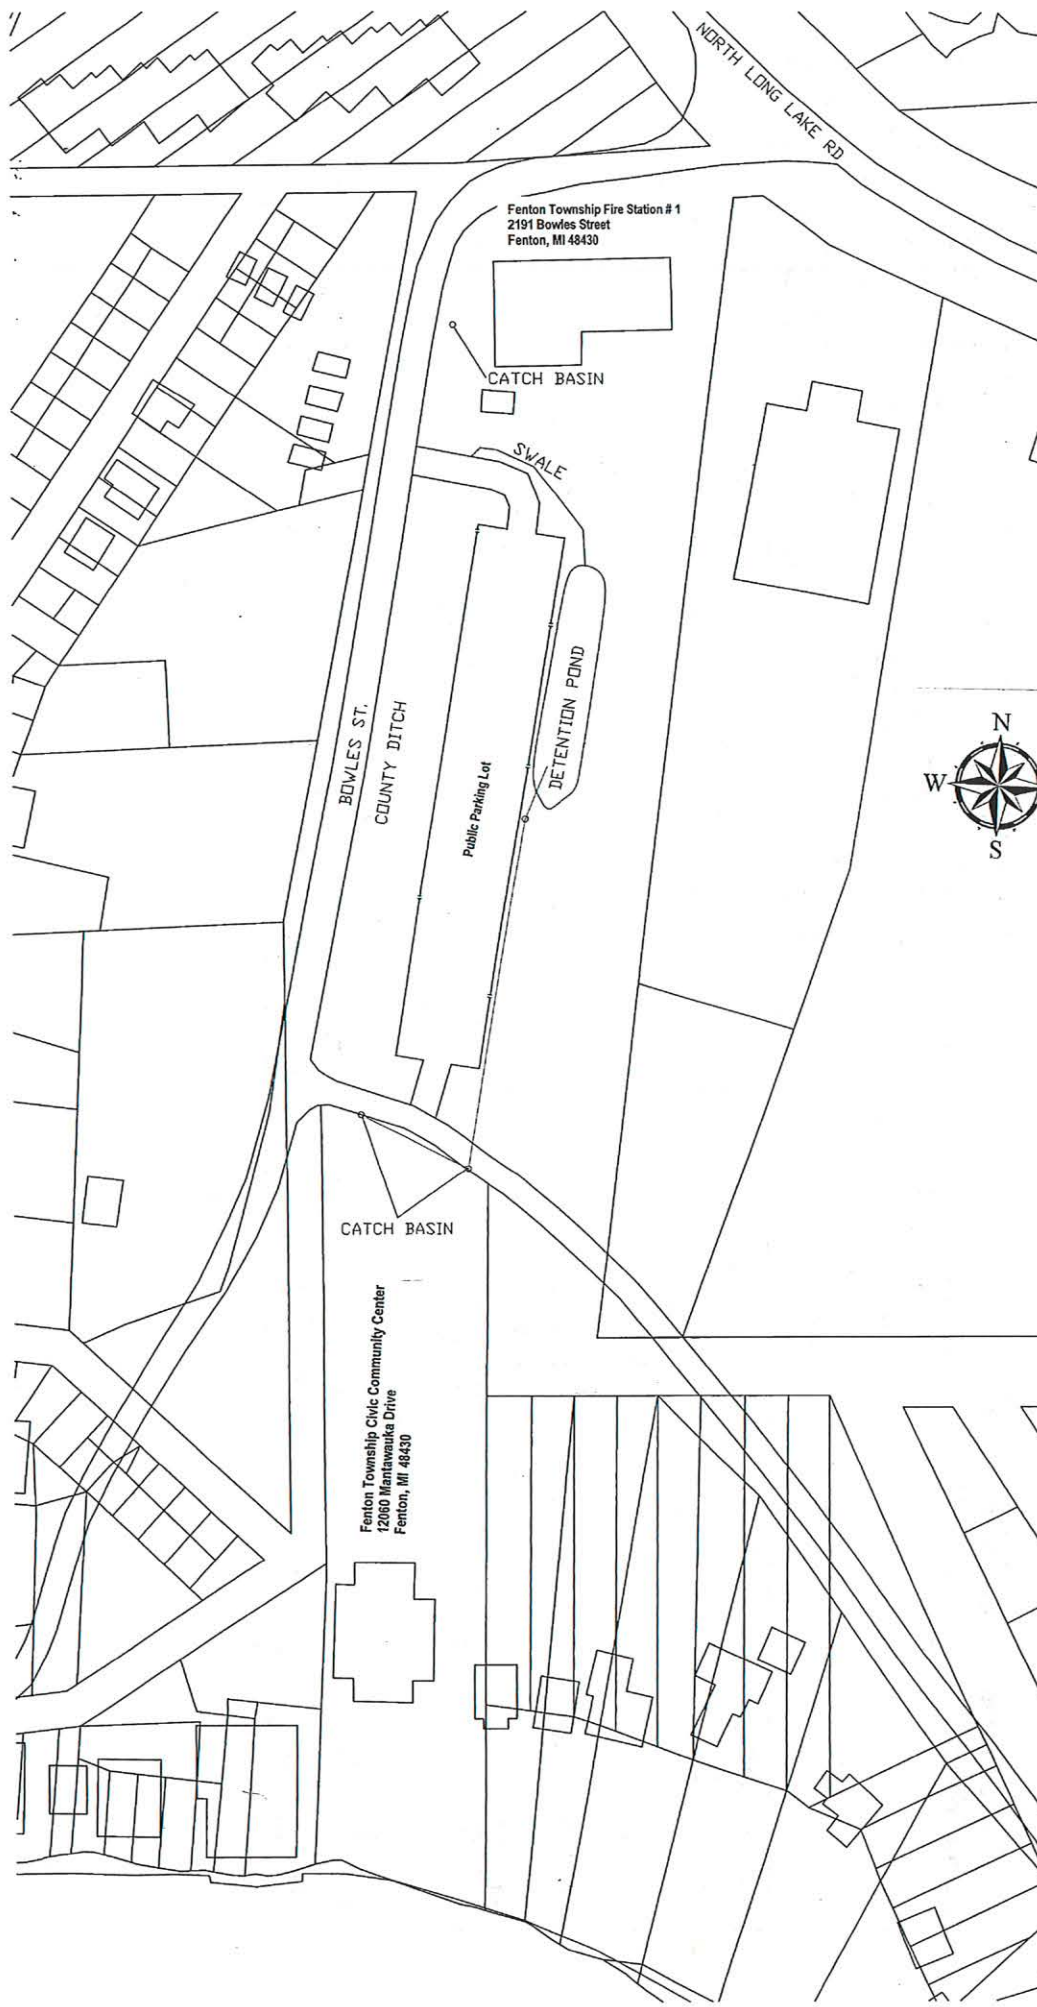 NORTH LONG LAKE RD
Fenton Township Fire Station # 1
2191 Bowles Street
Fenton, MI 48430
CATCH BASIN
SWALE
BOWLES ST.
COUNTY DITCH
Public Parking Lot
DETENTION POND
N
W
S
CATCH BASIN
Fenton Township Civic Community Center
12060 Mantawauka Drive
Fenton, MI 48430